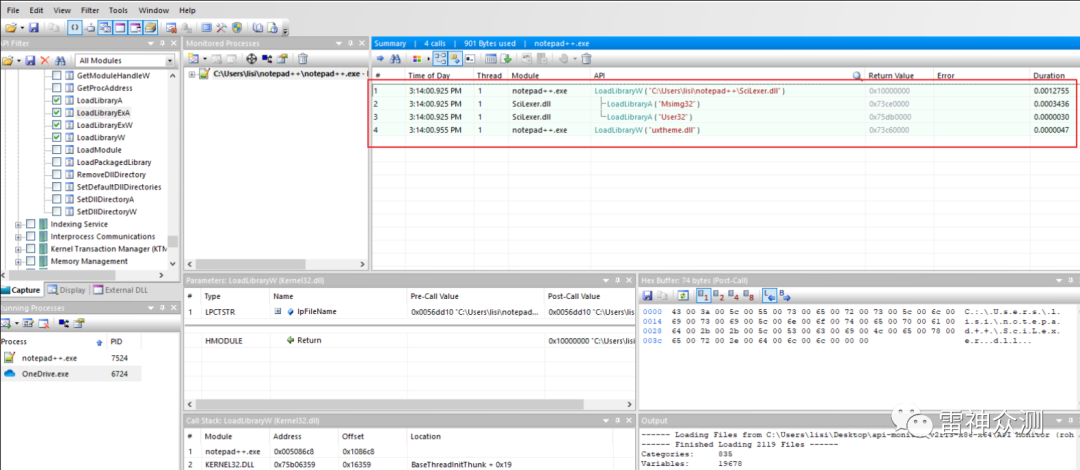 File Edit View Filter Tools Window Help
API Filter
All Modules
GetModuleHandleW
GetProcAddress
LoadLibraryA
LoadLibraryExA
LoadLibraryExW
LoadLibraryW
LoadModule
LoadPackagedLibrary
RemoveDllDirectory
SetDefaultDllDirectories
SetDllDirectoryA
SetDllDirectoryW
Indexing Service
Interprocess Communications
Kernel Transaction Manager (KTM
Memory Management
Capture Display External DLL
Running Processes
Process PID
notepad++.exe 7524
OneDrive.exe 6724
Monitored Processes
C:\Users\lisi\notepad++\notepad++.exe -
Summary | 4 calls | 901 Bytes used | notepad++.exe
# Time of Day Thread Module API Return Value Error Duration
1 3:14:00.925 PM 1 notepad++.exe LoadLibraryW ( "C:\Users\lisi\notepad++\SciLexer.dll" ) 0x10000000 0.0012755
2 3:14:00.925 PM 1 SciLexer.dll LoadLibraryA ( "Msimg32" ) 0x73ce0000 0.0003436
3 3:14:00.925 PM 1 SciLexer.dll LoadLibraryA ( "User32" ) 0x75db0000 0.0000030
4 3:14:00.955 PM 1 notepad++.exe LoadLibraryW ( "uxtheme.dll" ) 0x73c60000 0.0000047
Parameters: LoadLibraryW (Kernel32.dll)
# Type Name Pre-Call Value Post-Call Value
1 LPCTSTR lpFileName 0x0056dd10 "C:\Users\lisi\notepad... 0x0056dd10 "C:\Users\l
HMODULE Return 0x10000000 "C:\Users\l
Hex Buffer: 74 bytes (Post-Call)
0000 43 00 3a 00 5c 00 55 00 73 00 65 00 72 00 73 00 5c 00 6c 00 C.:.\.U.s.e.r.s.\.l.
0014 69 00 73 00 69 00 5c 00 6e 00 6f 00 74 00 65 00 70 00 61 00 i.s.i.\.n.o.t.e.p.a.
0028 64 00 2b 00 2b 00 5c 00 53 00 63 00 69 00 4c 00 65 00 78 00 d.+.+.\.S.c.i.L.e.x.
003c 65 00 72 00 2e 00 64 00 6c 00 6c 00 00 00 e.r...d.l.l...
Call Stack: LoadLibraryW (Kernel32.dll)
# Module Address Offset Location
1 notepad++.exe 0x005086c8 0x1086c8
2 KERNEL32.DLL 0x75b06359 0x16359 BaseThreadInitThunk + 0x19
Output
------ Loading Files from C:\Users\lisi\Desktop\api-monitor-v2r13-x86-x64\API Monitor (roh
------ Finished Loading 2119 Files ------
Categories: 835
Variables: 19678
雷神众测